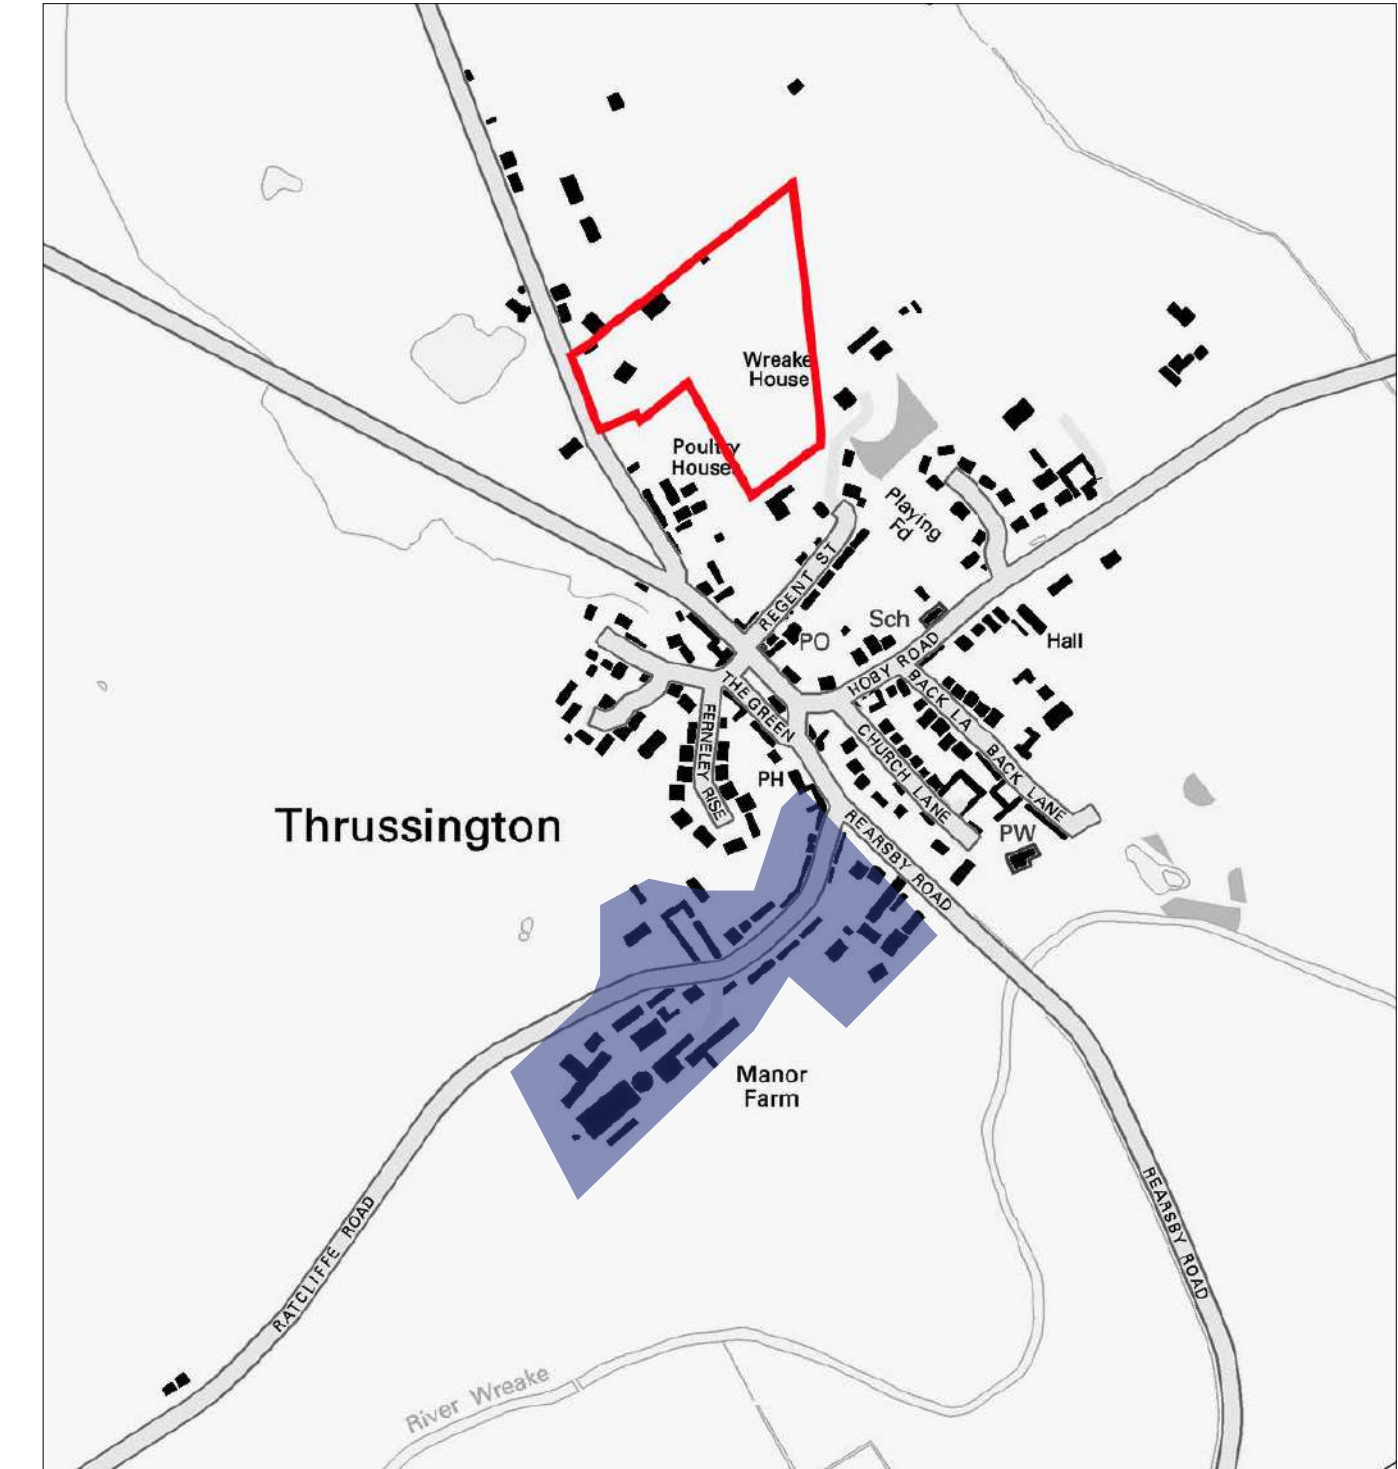 Wreake
House
Poultry
House
Playing
Fd
REGENT ST
PO
Sch
Hall
HOBY ROAD
BACK LA
BACK LANE
THE GREEN
FERNELEY RISE
CHURCH LANE
PH
PW
Thrussington
REARSBY ROAD
Manor
Farm
REARSBY ROAD
RATCLIFFE ROAD
River Wreake